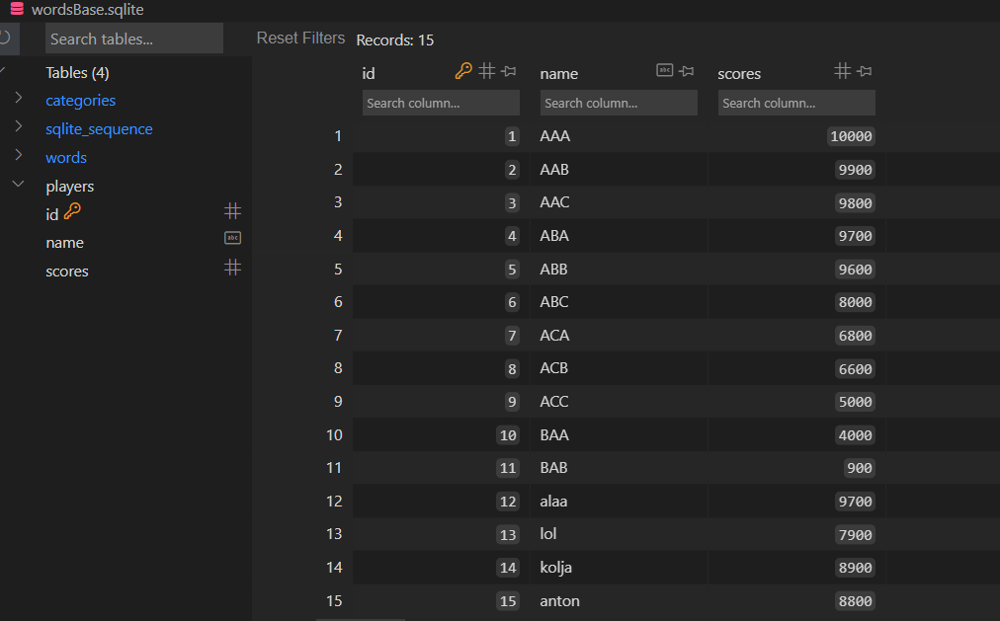 wordsBase.sqlite
Search tables...
Reset Filters Records: 15
Tables (4)
categories
sqlite_sequence
words
players
id
name
scores
id name scores
Search column... Search column... Search column...
1 1 AAA 10000
2 2 AAB 9900
3 3 AAC 9800
4 4 ABA 9700
5 5 ABB 9600
6 6 ABC 8000
7 7 ACA 6800
8 8 ACB 6600
9 9 ACC 5000
10 10 BAA 4000
11 11 BAB 900
12 12 alaa 9700
13 13 lol 7900
14 14 kolja 8900
15 15 anton 8800